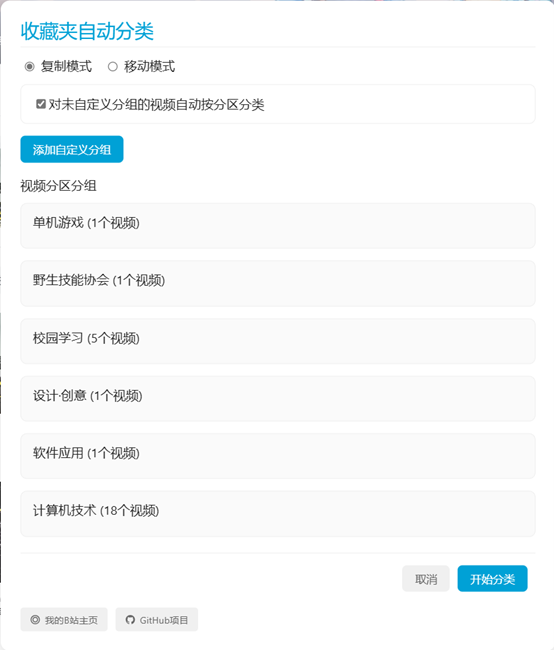 收藏夹自动分类
复制模式 移动模式
对未自定义分组的视频自动按分区分类
添加自定义分组
视频分区分组
单机游戏 (1个视频)
野生技能协会 (1个视频)
校园学习 (5个视频)
设计·创意 (1个视频)
软件应用 (1个视频)
计算机技术 (18个视频)
取消 开始分类
我的B站主页 GitHub项目